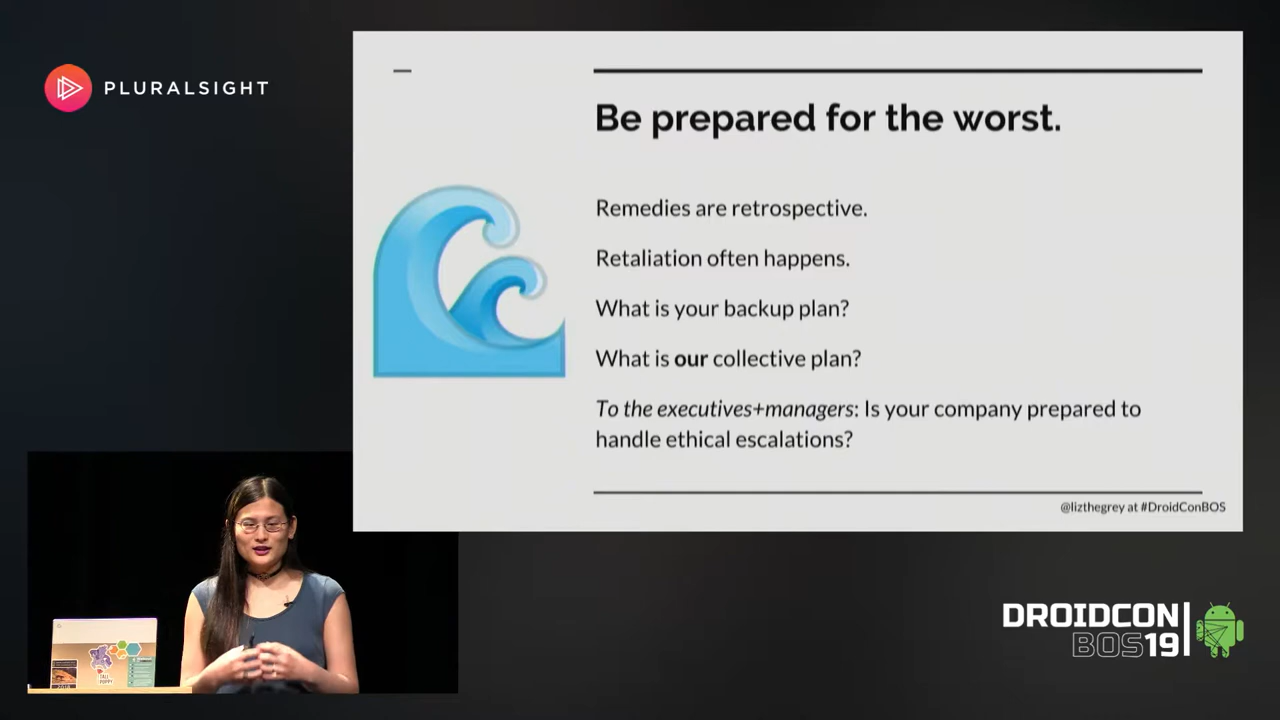 PLURALSIGHT
Be prepared for the worst.
Remedies are retrospective.
Retaliation often happens.
What is your backup plan?
What is our collective plan?
To the executives+managers: Is your company prepared to
handle ethical escalations?
@lizthegrey at #DroidConBOS
TALL
POPPY
DROIDCON
BOS19